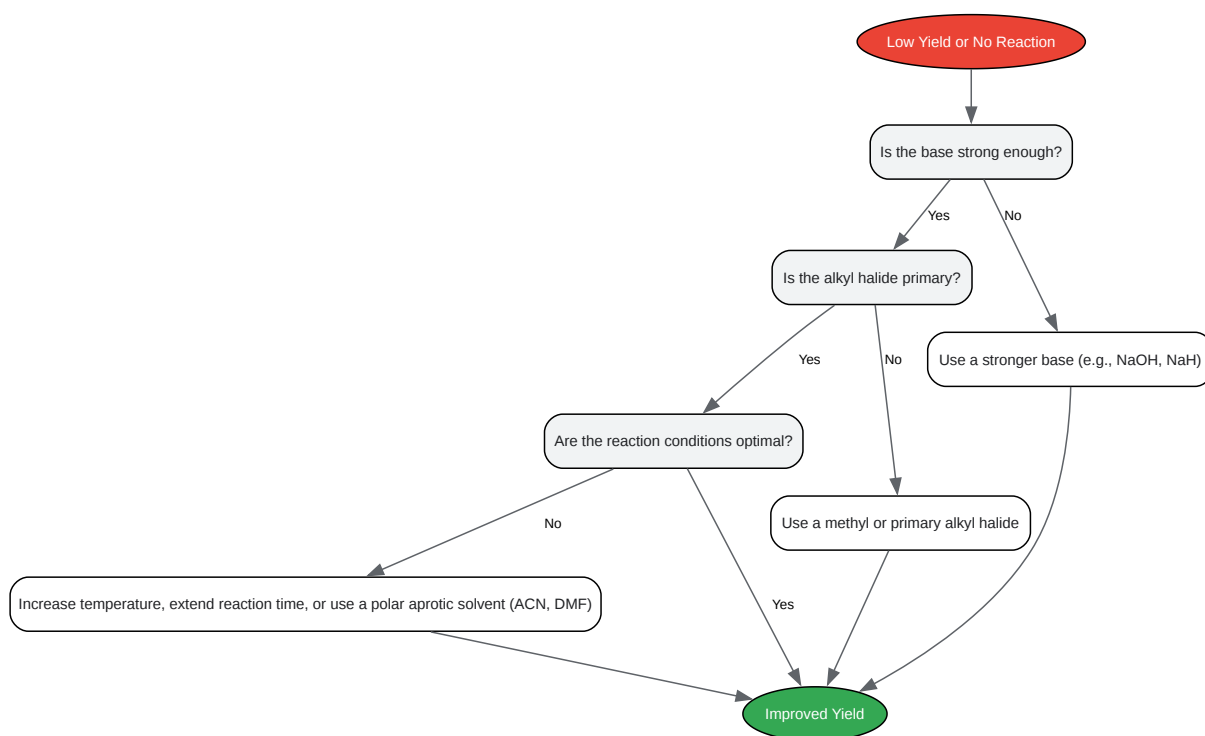 Low Yield or No Reaction
Is the base strong enough?
Yes
No
Is the alkyl halide primary?
Use a stronger base (e.g., NaOH, NaH)
Yes
No
Are the reaction conditions optimal?
Use a methyl or primary alkyl halide
No
Yes
Increase temperature, extend reaction time, or use a polar aprotic solvent (ACN, DMF)
Improved Yield